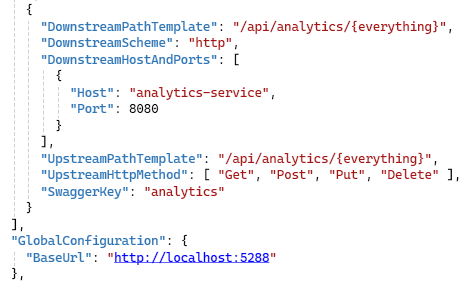 {
"DownstreamPathTemplate": "/api/analytics/{everything}",
"DownstreamScheme": "http",
"DownstreamHostAndPorts": [
{
"Host": "analytics-service",
"Port": 8080
}
],
"UpstreamPathTemplate": "/api/analytics/{everything}",
"UpstreamHttpMethod": [ "Get", "Post", "Put", "Delete" ],
"SwaggerKey": "analytics"
}
],
"GlobalConfiguration": {
"BaseUrl": "http://localhost:5288"
},